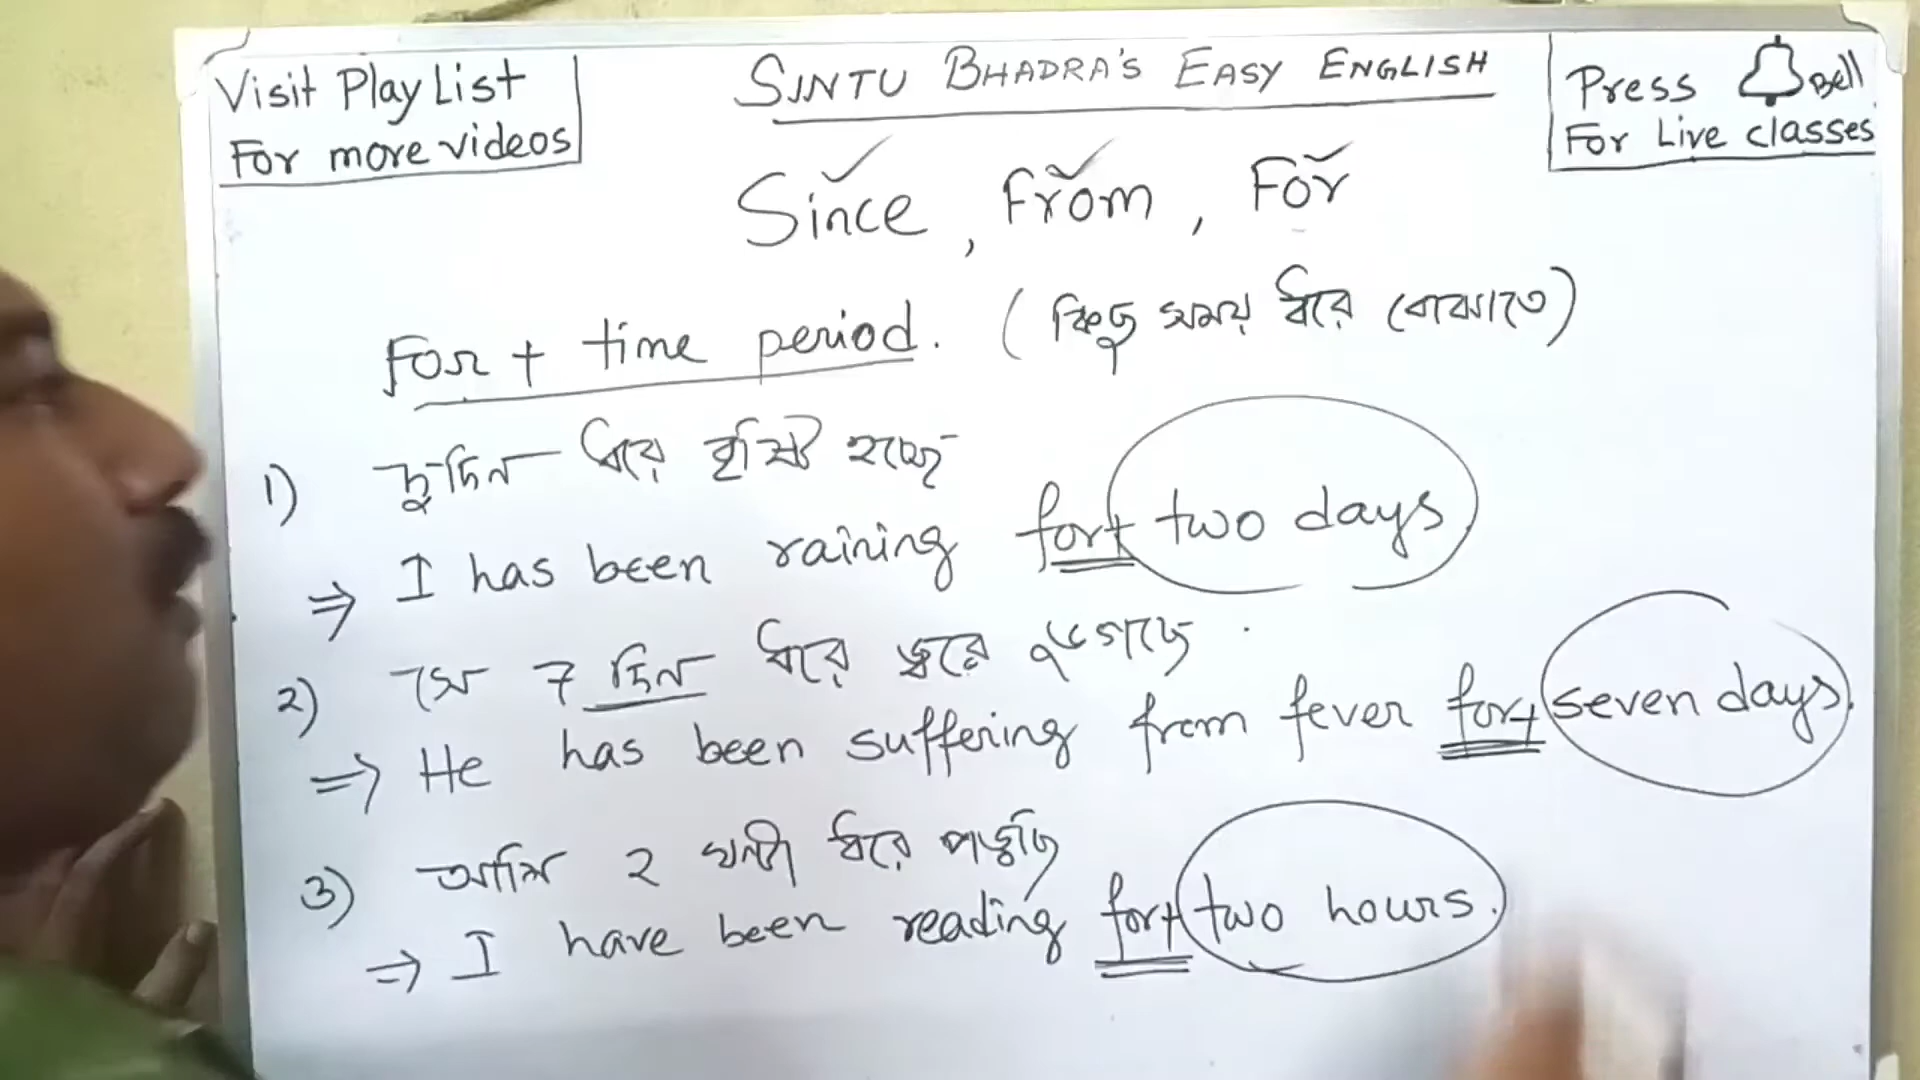 Visit Play List
For more videos
SINTU BHADRA'S EASY ENGLISH
Press Bell
For Live classes
Since, From, For
For + time period. (কিছু সময় ধরে বোঝাতে)
1) দুদিন ধরে বৃষ্টি হচ্ছে
⇒ I has been raining for+ two days
2) সে 7 দিন ধরে জ্বরে ভুগছে.
⇒ He has been suffering from fever for+ seven days.
3) আমি ২ ঘন্টা ধরে পড়ছি
⇒ I have been reading for+ two hours.